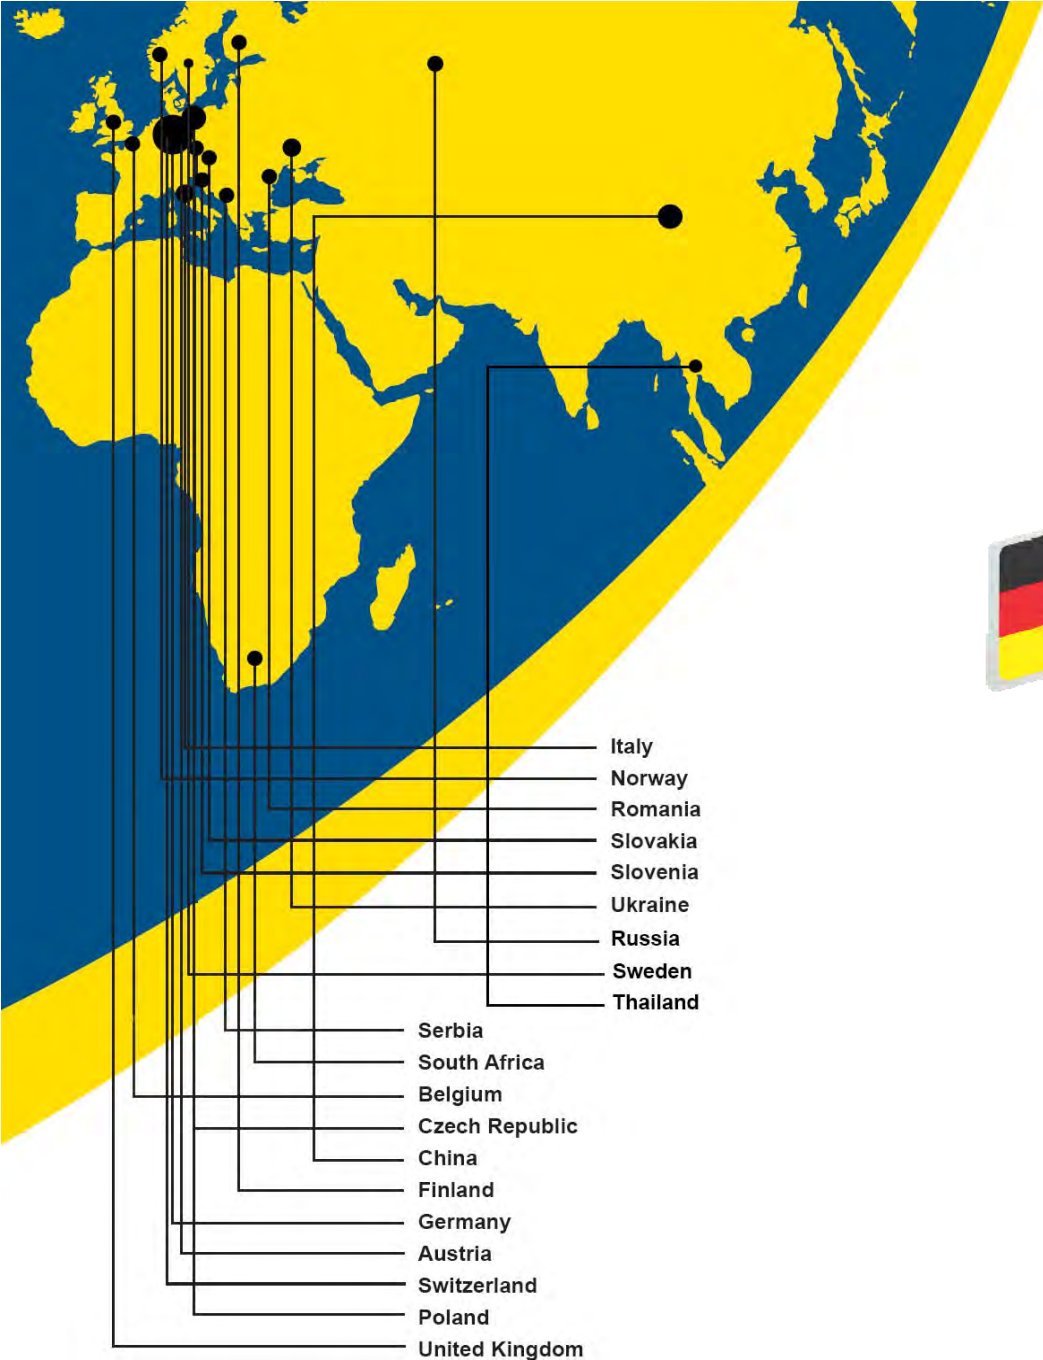 Italy
Norway
Romania
Slovakia
Slovenia
Ukraine
Russia
Sweden
Thailand
Serbia
South Africa
Belgium
Czech Republic
China
Finland
Germany
Austria
Switzerland
Poland
United Kingdom